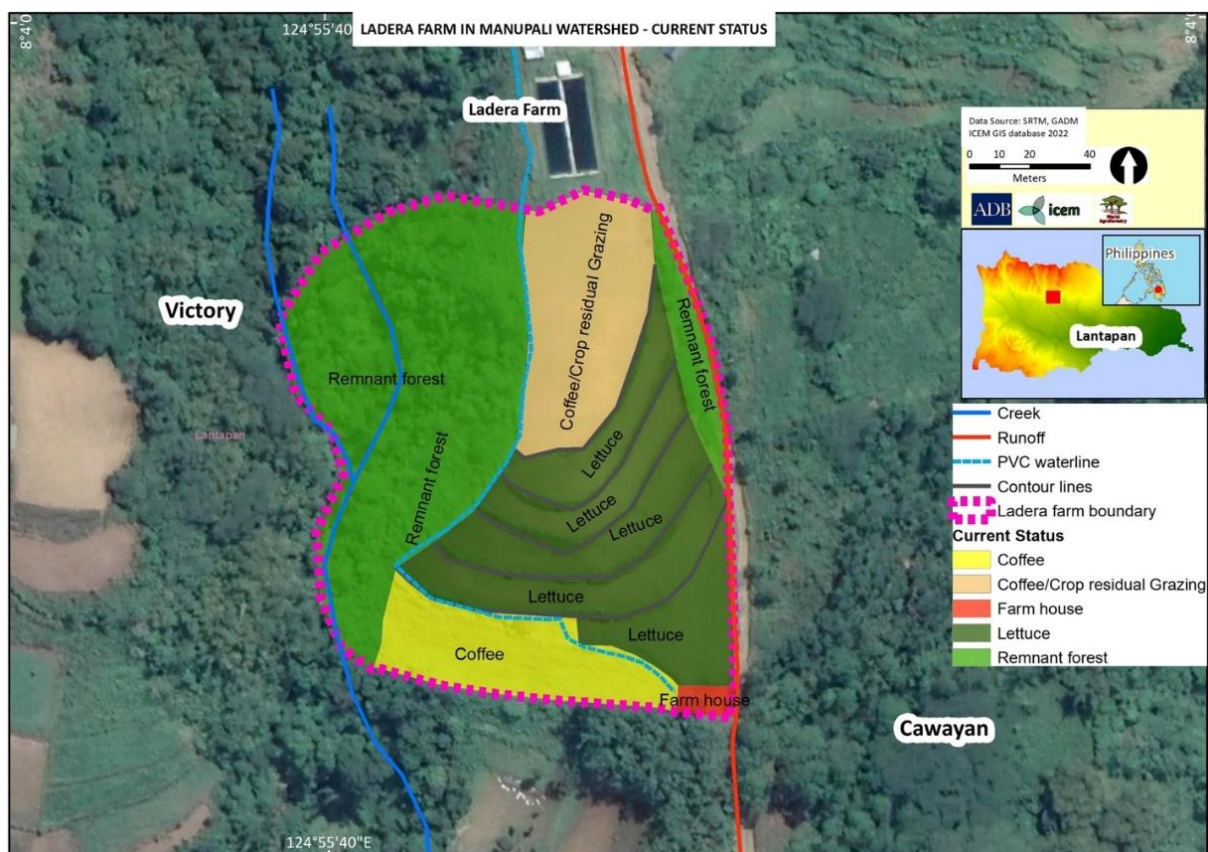 8°4'0
124°55'40
LADERA FARM IN MANUPALI WATERSHED - CURRENT STATUS
8°4'0
Ladera Farm
Data Source: SRTM, GADM
ICEM GIS database 2022
0 10 20 40
Meters
ADB
icem
World
Agroforestry
Philippines
Lantapan
Victory
Lantapan
Remnant forest
Remnant forest
Coffee/Crop residual Grazing
Remnant forest
Lettuce
Lettuce
Lettuce
Lettuce
Lettuce
Coffee
Farm house
Cawayan
Creek
Runoff
PVC waterline
Contour lines
Ladera farm boundary
Current Status
Coffee
Coffee/Crop residual Grazing
Farm house
Lettuce
Remnant forest
124°55'40"E